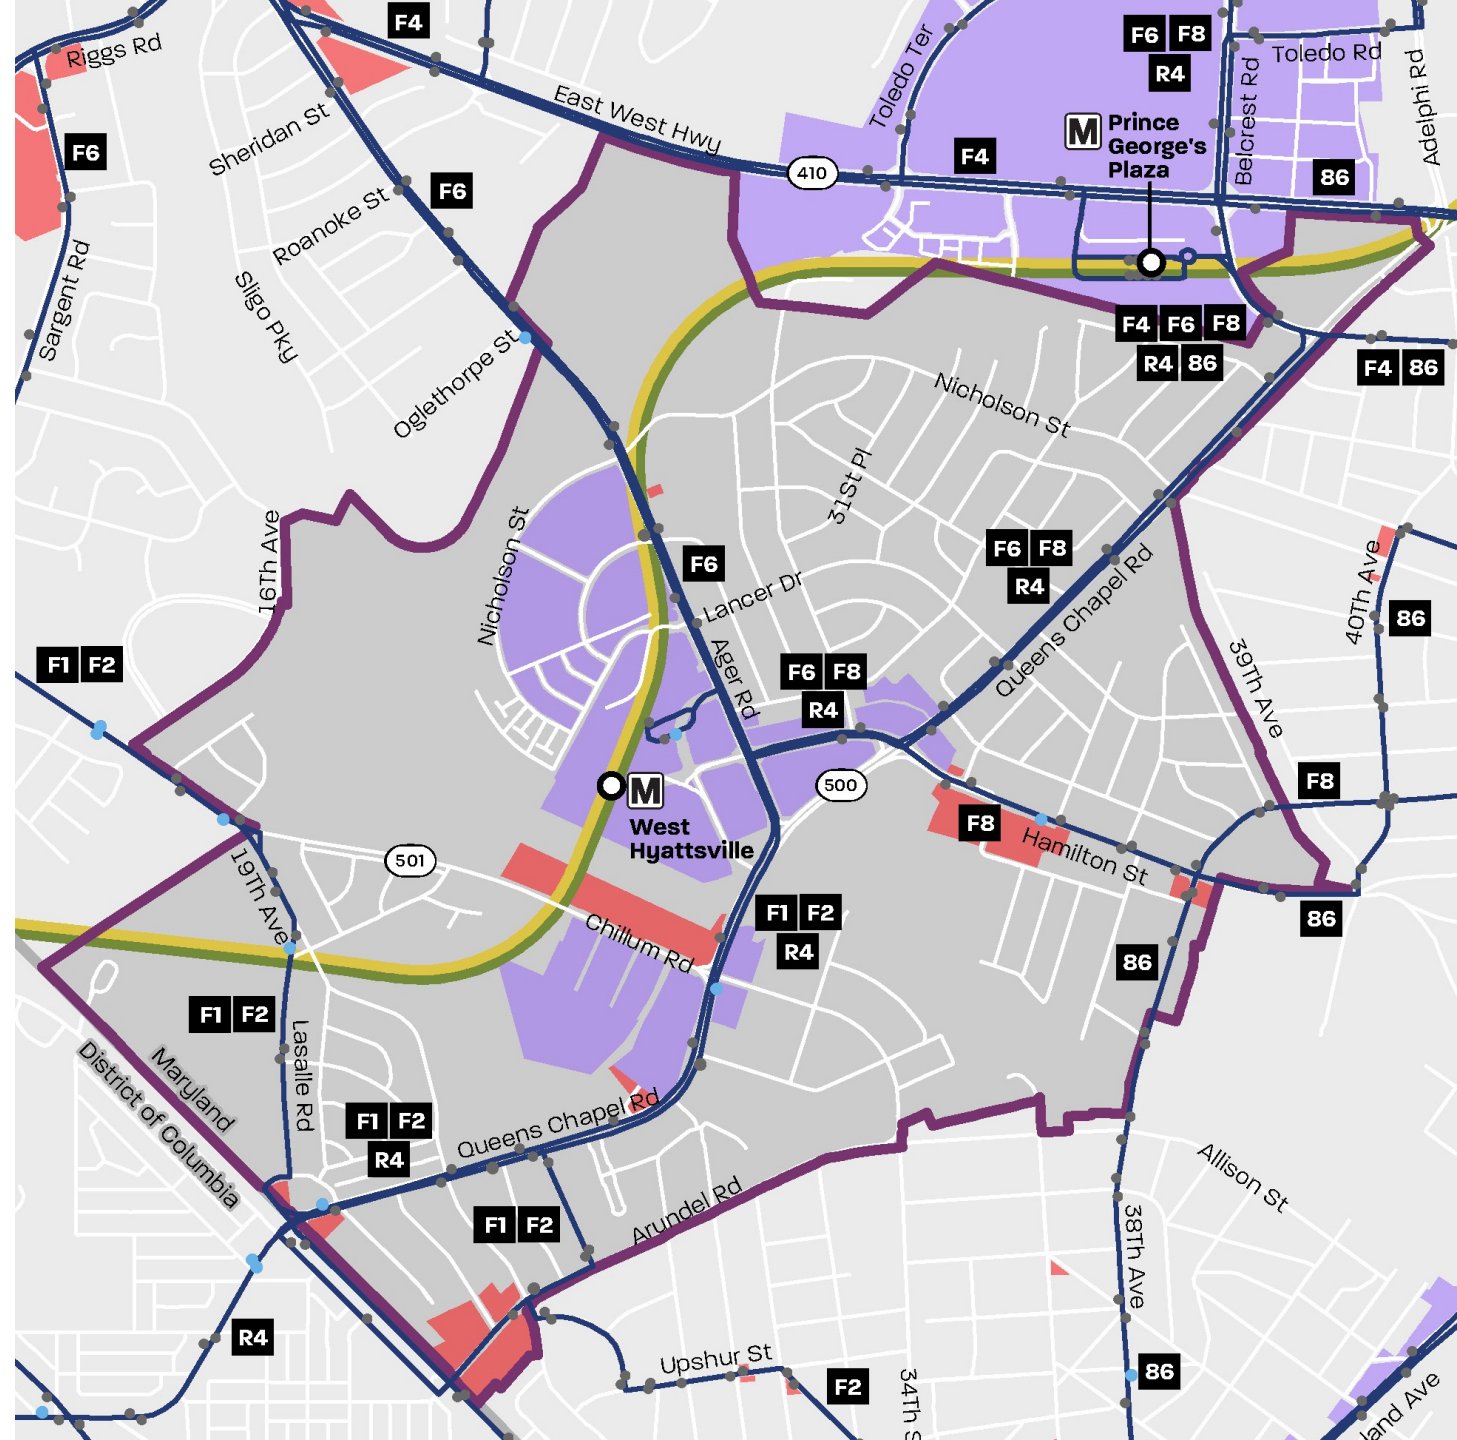 F4
F6 F8
R4
Riggs Rd
Toledo Ter
Toledo Rd
Belcrest Rd
Adelphi Rd
East West Hwy
Sheridan St
F6
M
Prince
George's
Plaza
F4
410
86
F6
Roanoke St
Sargent Rd
Sligo Pky
Oglethorpe St
F4 F6 F8
R4 86
F4 86
Nicholson St
31St Pl
16Th Ave
Nicholson St
F6
Lancer Dr
F6 F8
R4
Queens Chapel Rd
40Th Ave
86
39Th Ave
F1 F2
Ager Rd
F6 F8
R4
M
West
Hyattsville
500
F8
F8
Hamilton St
501
19Th Ave
Chillum Rd
F1 F2
R4
86
86
F1 F2
Lasalle Rd
Maryland
District of Columbia
F1 F2
R4
Queens Chapel Rd
F1 F2
Arundel Rd
Allison St
38Th Ave
R4
Upshur St
F2
34Th S
86
land Ave